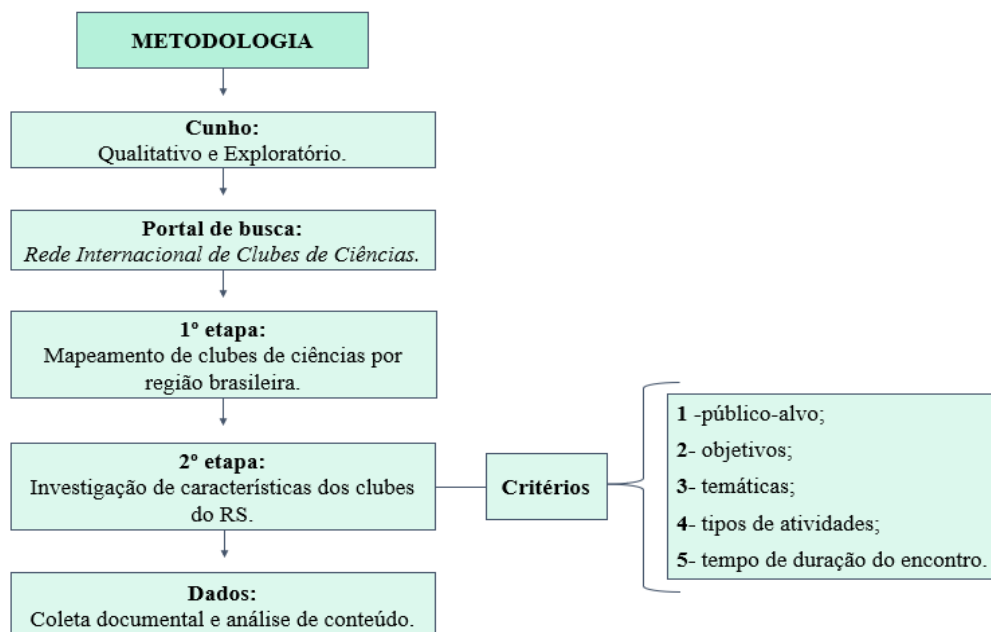 METODOLOGIA
Cunho:
Qualitativo e Exploratório.
Portal de busca:
Rede Internacional de Clubes de Ciências.
1º etapa:
Mapeamento de clubes de ciências por
região brasileira.
2º etapa:
Investigação de características dos clubes
do RS.
Critérios
1 -público-alvo;
2- objetivos;
3- temáticas;
4- tipos de atividades;
5- tempo de duração do encontro.
Dados:
Coleta documental e análise de conteúdo.